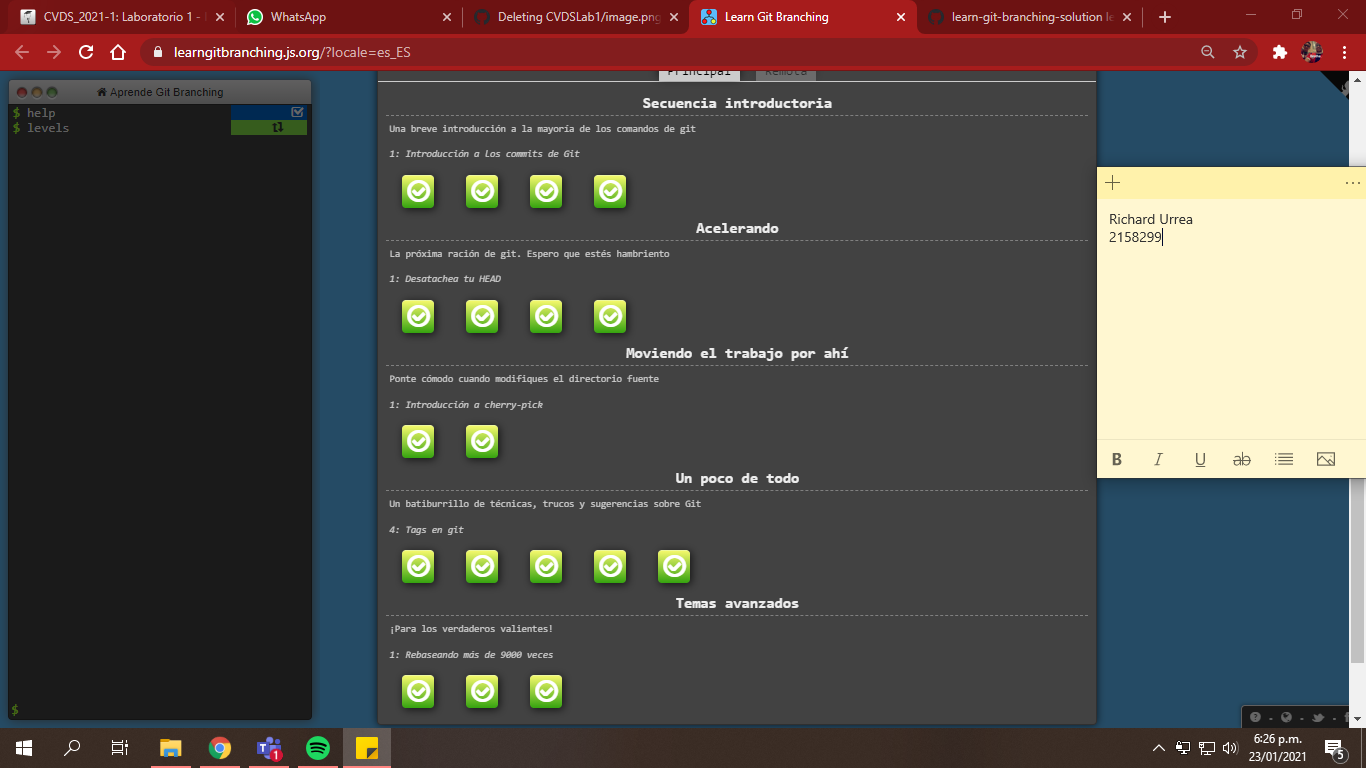 CVDS_2021-1: Laboratorio 1 -
WhatsApp
Deleting CVDSLab1/image.png
Learn Git Branching
learn-git-branching-solution le
learngitbranching.js.org/?locale=es_ES
Principal
Remota
Aprende Git Branching
$ help
$ levels
Secuencia introductoria
Una breve introducción a la mayoría de los comandos de git
1: Introducción a los commits de Git
Acelerando
La próxima ración de git. Espero que estés hambriento
1: Desatachea tu HEAD
Moviendo el trabajo por ahí
Ponte cómodo cuando modifiques el directorio fuente
1: Introducción a cherry-pick
Un poco de todo
Un batiburrillo de técnicas, trucos y sugerencias sobre Git
4: Tags en git
Temas avanzados
¡Para los verdaderos valientes!
1: Rebaseando más de 9000 veces
$
Richard Urrea
2158299
B I U ab
1
6:26 p.m.
23/01/2021
5